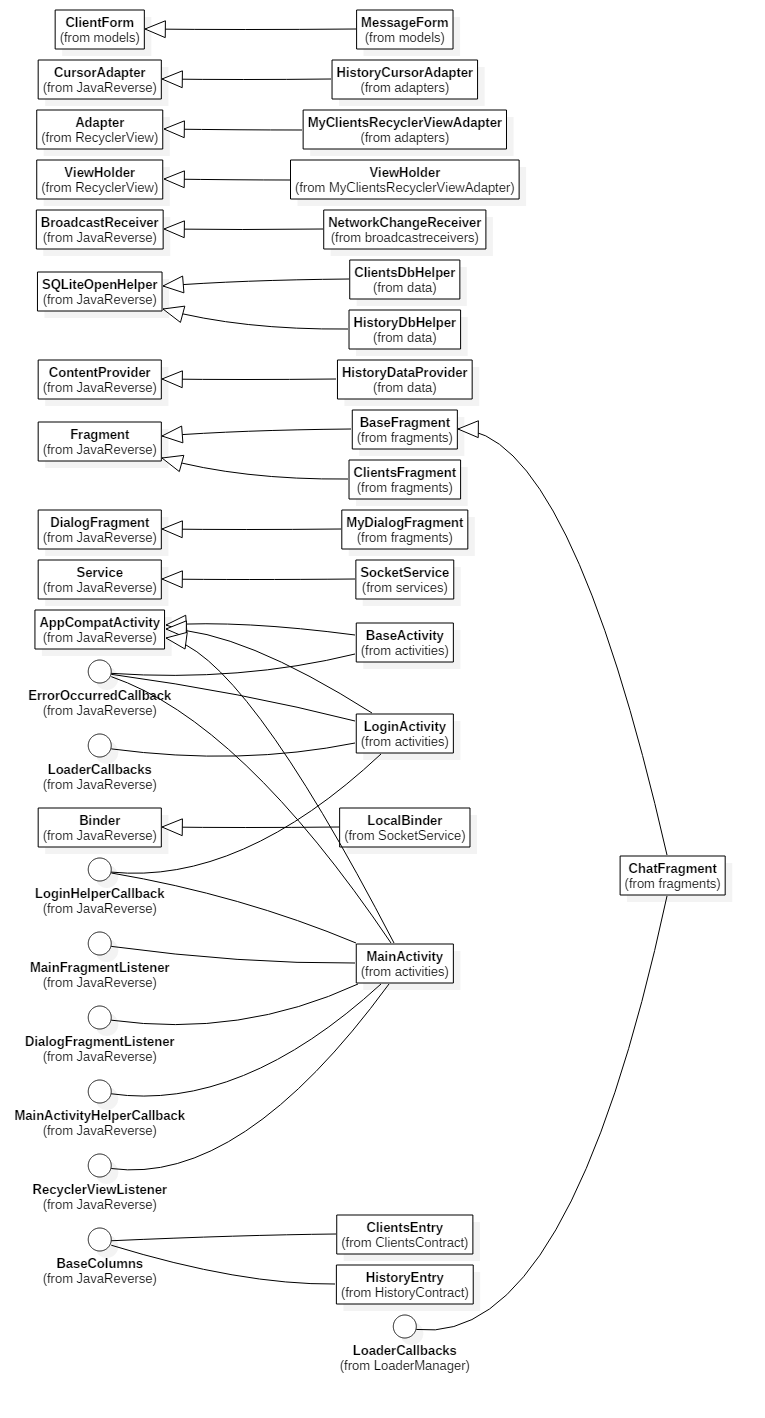 ClientForm
(from models)
MessageForm
(from models)
CursorAdapter
(from JavaReverse)
HistoryCursorAdapter
(from adapters)
Adapter
(from RecyclerView)
MyClientsRecyclerViewAdapter
(from adapters)
ViewHolder
(from RecyclerView)
ViewHolder
(from MyClientsRecyclerViewAdapter)
BroadcastReceiver
(from JavaReverse)
NetworkChangeReceiver
(from broadcastreceivers)
SQLiteOpenHelper
(from JavaReverse)
ClientsDbHelper
(from data)
HistoryDbHelper
(from data)
ContentProvider
(from JavaReverse)
HistoryDataProvider
(from data)
Fragment
(from JavaReverse)
BaseFragment
(from fragments)
ClientsFragment
(from fragments)
DialogFragment
(from JavaReverse)
MyDialogFragment
(from fragments)
Service
(from JavaReverse)
SocketService
(from services)
AppCompatActivity
(from JavaReverse)
BaseActivity
(from activities)
ErrorOccurredCallback
(from JavaReverse)
LoginActivity
(from activities)
LoaderCallbacks
(from JavaReverse)
Binder
(from JavaReverse)
LocalBinder
(from SocketService)
LoginHelperCallback
(from JavaReverse)
ChatFragment
(from fragments)
MainFragmentListener
(from JavaReverse)
MainActivity
(from activities)
DialogFragmentListener
(from JavaReverse)
MainActivityHelperCallback
(from JavaReverse)
RecyclerViewListener
(from JavaReverse)
BaseColumns
(from JavaReverse)
ClientsEntry
(from ClientsContract)
HistoryEntry
(from HistoryContract)
LoaderCallbacks
(from LoaderManager)